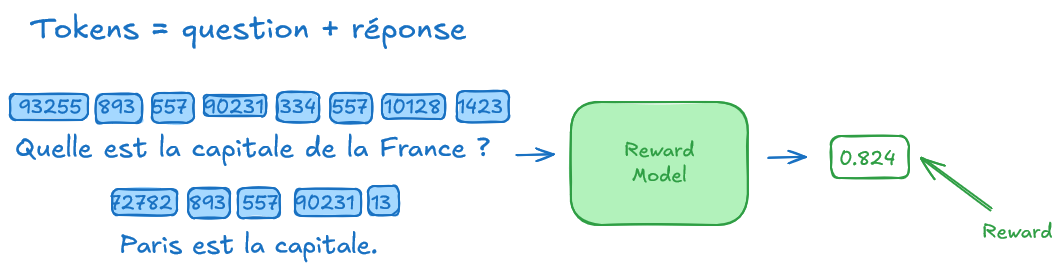 Tokens = question + réponse
93255 893 557 90231 334 557 10128 1423
Quelle est la capitale de la France ?
72782 893 557 90231 13
Paris est la capitale.
Reward
Model
0.824
Reward